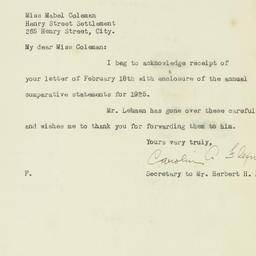 Miss Mabel Coleman
Henry Street Settlement
265 Henry Street, City.
My dear Miss Coleman:
I beg to acknowledge receipt of
your letter of February 18th with enclosure of the annual
comparative statements for 1925.
Mr. Lehman has gone over these careful
and wishes me to thank you for forwarding them to him.
Yours very truly,
F.
Secretary to Mr. Herbert H.